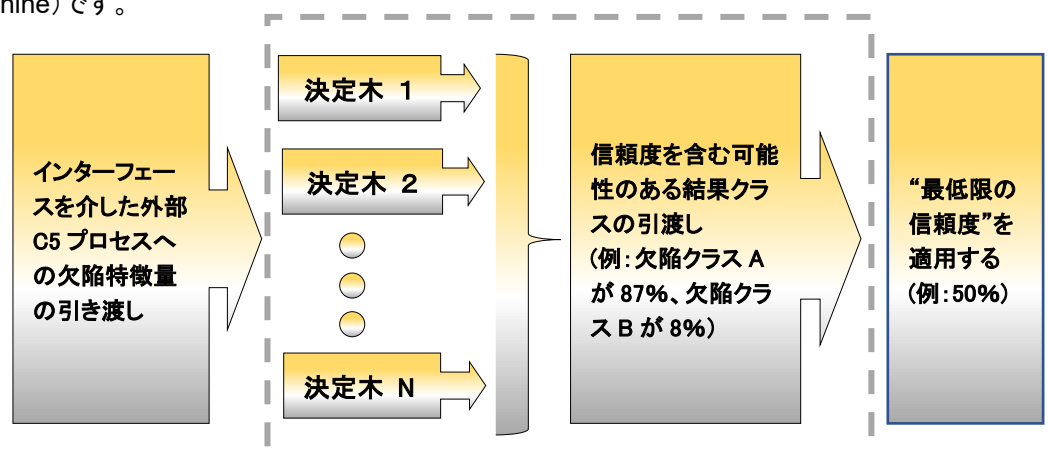 nine）です。
インターフェー
スを介した外部
C5 プロセスへ
の欠陥特徴量
の引き渡し
決定木 1
決定木 2
決定木 N
信頼度を含む可能
性のある結果クラ
スの引渡し
(例：欠陥クラス A
が 87%、欠陥クラ
ス B が 8%)
“最低限の
信頼度”を
適用する
(例：50%)